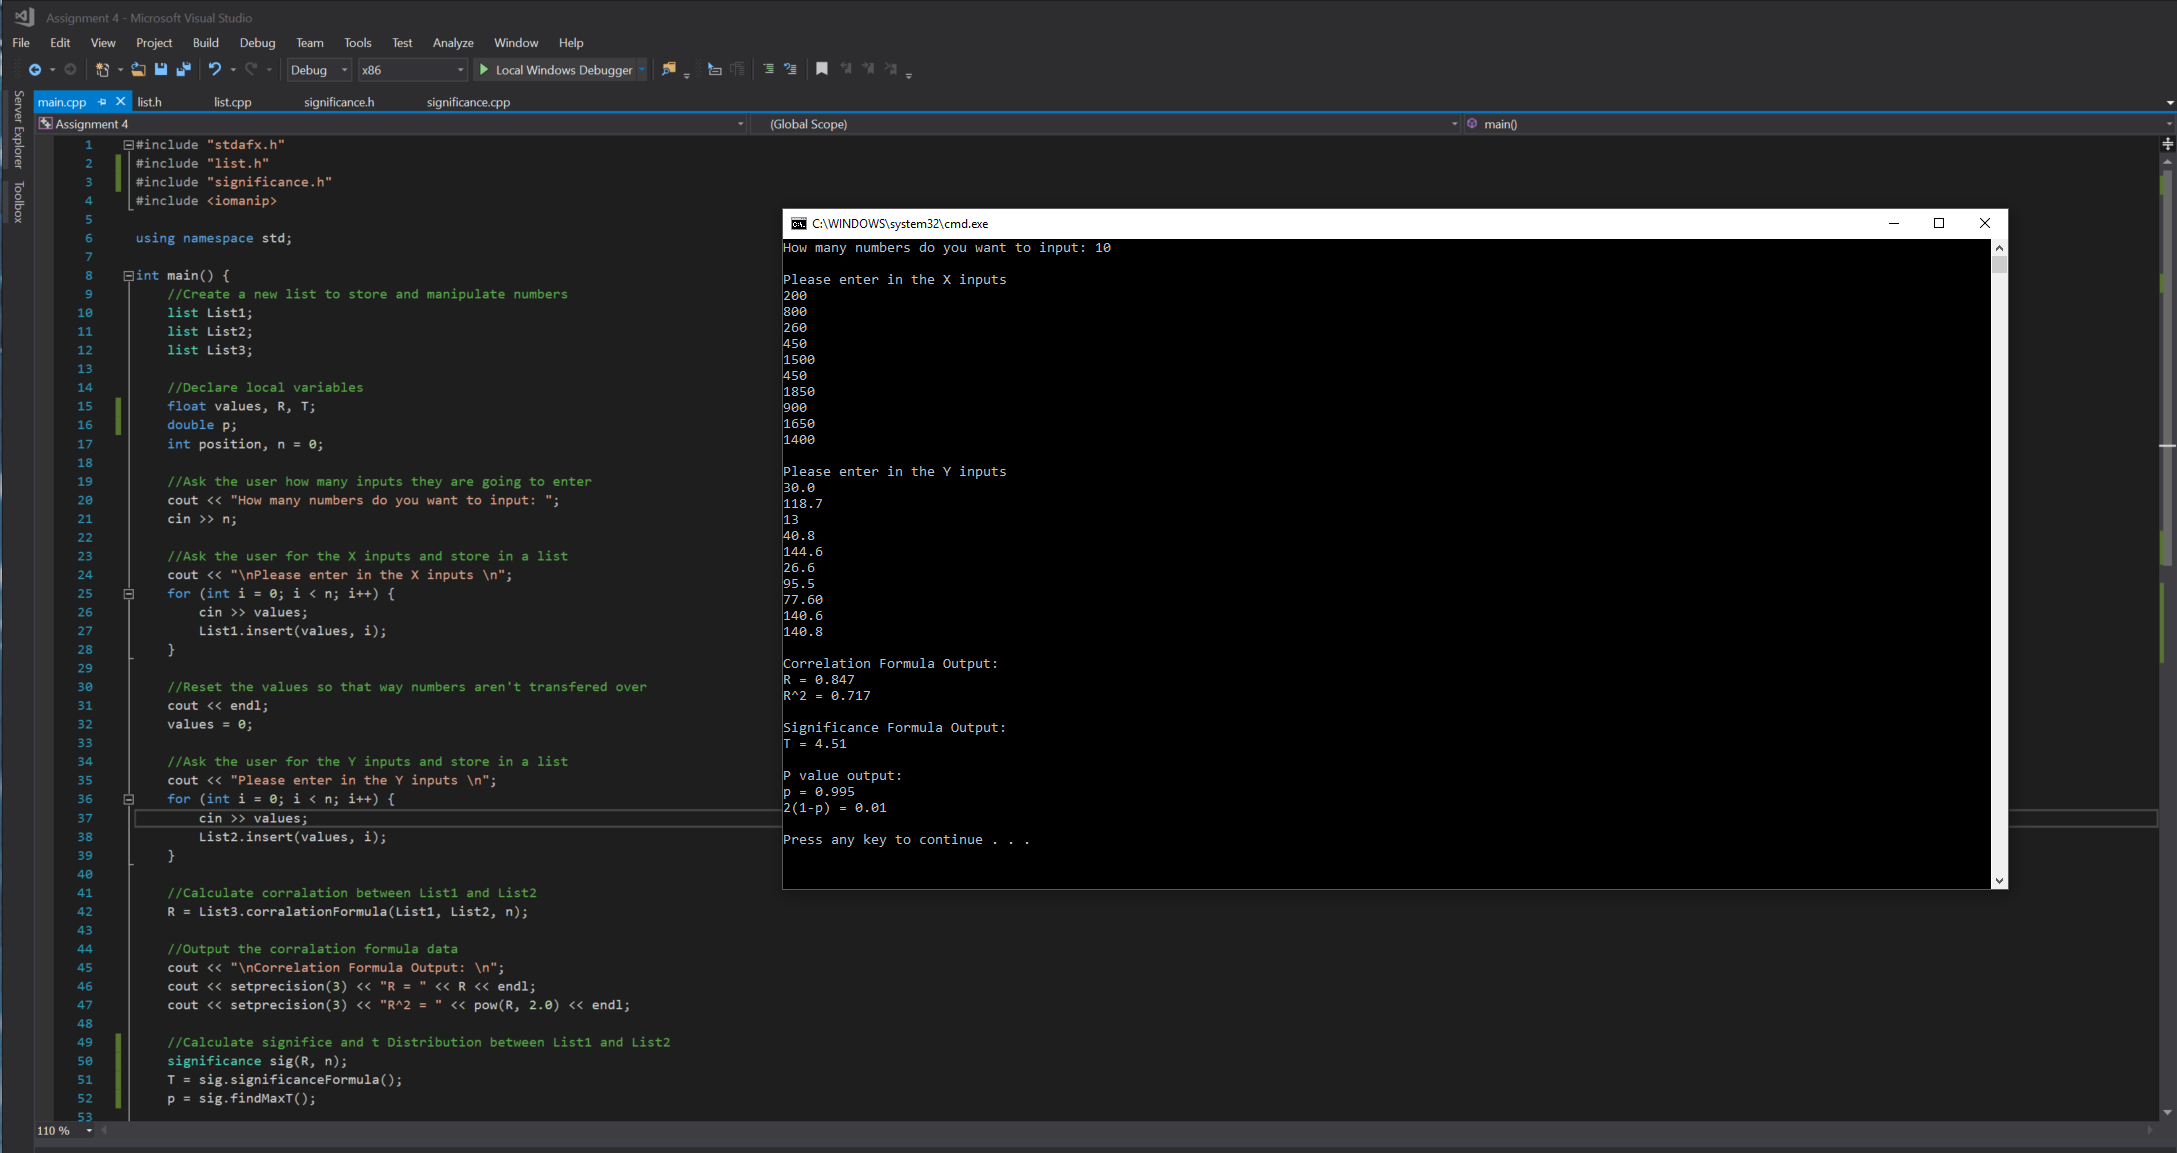 Assignment 4 - Microsoft Visual Studio
File Edit View Project Build Debug Team Tools Test Analyze Window Help
Debug x86 Local Windows Debugger
Server Explorer
Toolbox
main.cpp list.h list.cpp significance.h significance.cpp
Assignment 4 (Global Scope) main()
1 #include "stdafx.h"
2 #include "list.h"
3 #include "significance.h"
4 #include <iomanip>
5
6 using namespace std;
7
8 int main() {
9 //Create a new list to store and manipulate numbers
10 list List1;
11 list List2;
12 list List3;
13
14 //Declare local variables
15 float values, R, T;
16 double p;
17 int position, n = 0;
18
19 //Ask the user how many inputs they are going to enter
20 cout << "How many numbers do you want to input: ";
21 cin >> n;
22
23 //Ask the user for the X inputs and store in a list
24 cout << "\nPlease enter in the X inputs \n";
25 for (int i = 0; i < n; i++) {
26 cin >> values;
27 List1.insert(values, i);
28 }
29
30 //Reset the values so that way numbers aren't transfered over
31 cout << endl;
32 values = 0;
33
34 //Ask the user for the Y inputs and store in a list
35 cout << "Please enter in the Y inputs \n";
36 for (int i = 0; i < n; i++) {
37 cin >> values;
38 List2.insert(values, i);
39 }
40
41 //Calculate corralation between List1 and List2
42 R = List3.corralationFormula(List1, List2, n);
43
44 //Output the corralation formula data
45 cout << "\nCorrelation Formula Output: \n";
46 cout << setprecision(3) << "R = " << R << endl;
47 cout << setprecision(3) << "R^2 = " << pow(R, 2.0) << endl;
48
49 //Calculate significe and t Distribution between List1 and List2
50 significance sig(R, n);
51 T = sig.significanceFormula();
52 p = sig.findMaxT();
53
110 %
C:\WINDOWS\system32\cmd.exe
How many numbers do you want to input: 10
Please enter in the X inputs
200
800
260
450
1500
450
1850
900
1650
1400
Please enter in the Y inputs
30.0
118.7
13
40.8
144.6
26.6
95.5
77.60
140.6
140.8
Correlation Formula Output:
R = 0.847
R^2 = 0.717
Significance Formula Output:
T = 4.51
P value output:
p = 0.995
2(1-p) = 0.01
Press any key to continue . . .